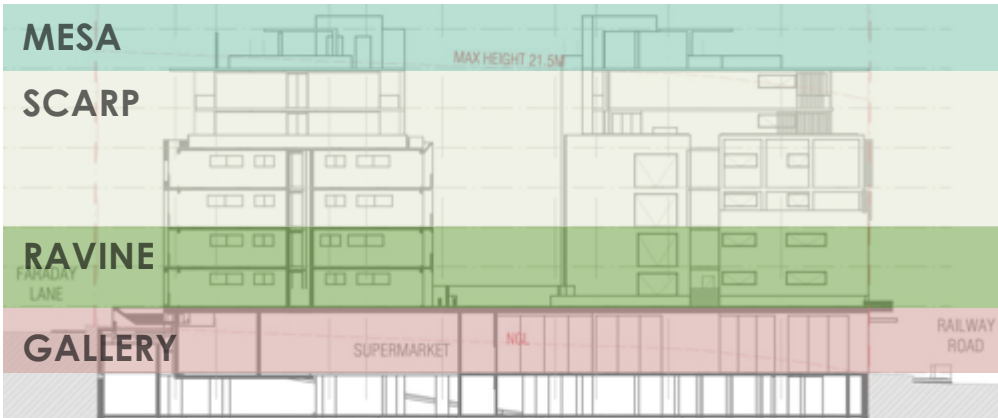 MESA
MAX HEIGHT 21.5M
SCARP
RAVINE
FARADAY
LANE
GALLERY
SUPERMARKET
NGL
RAILWAY
ROAD